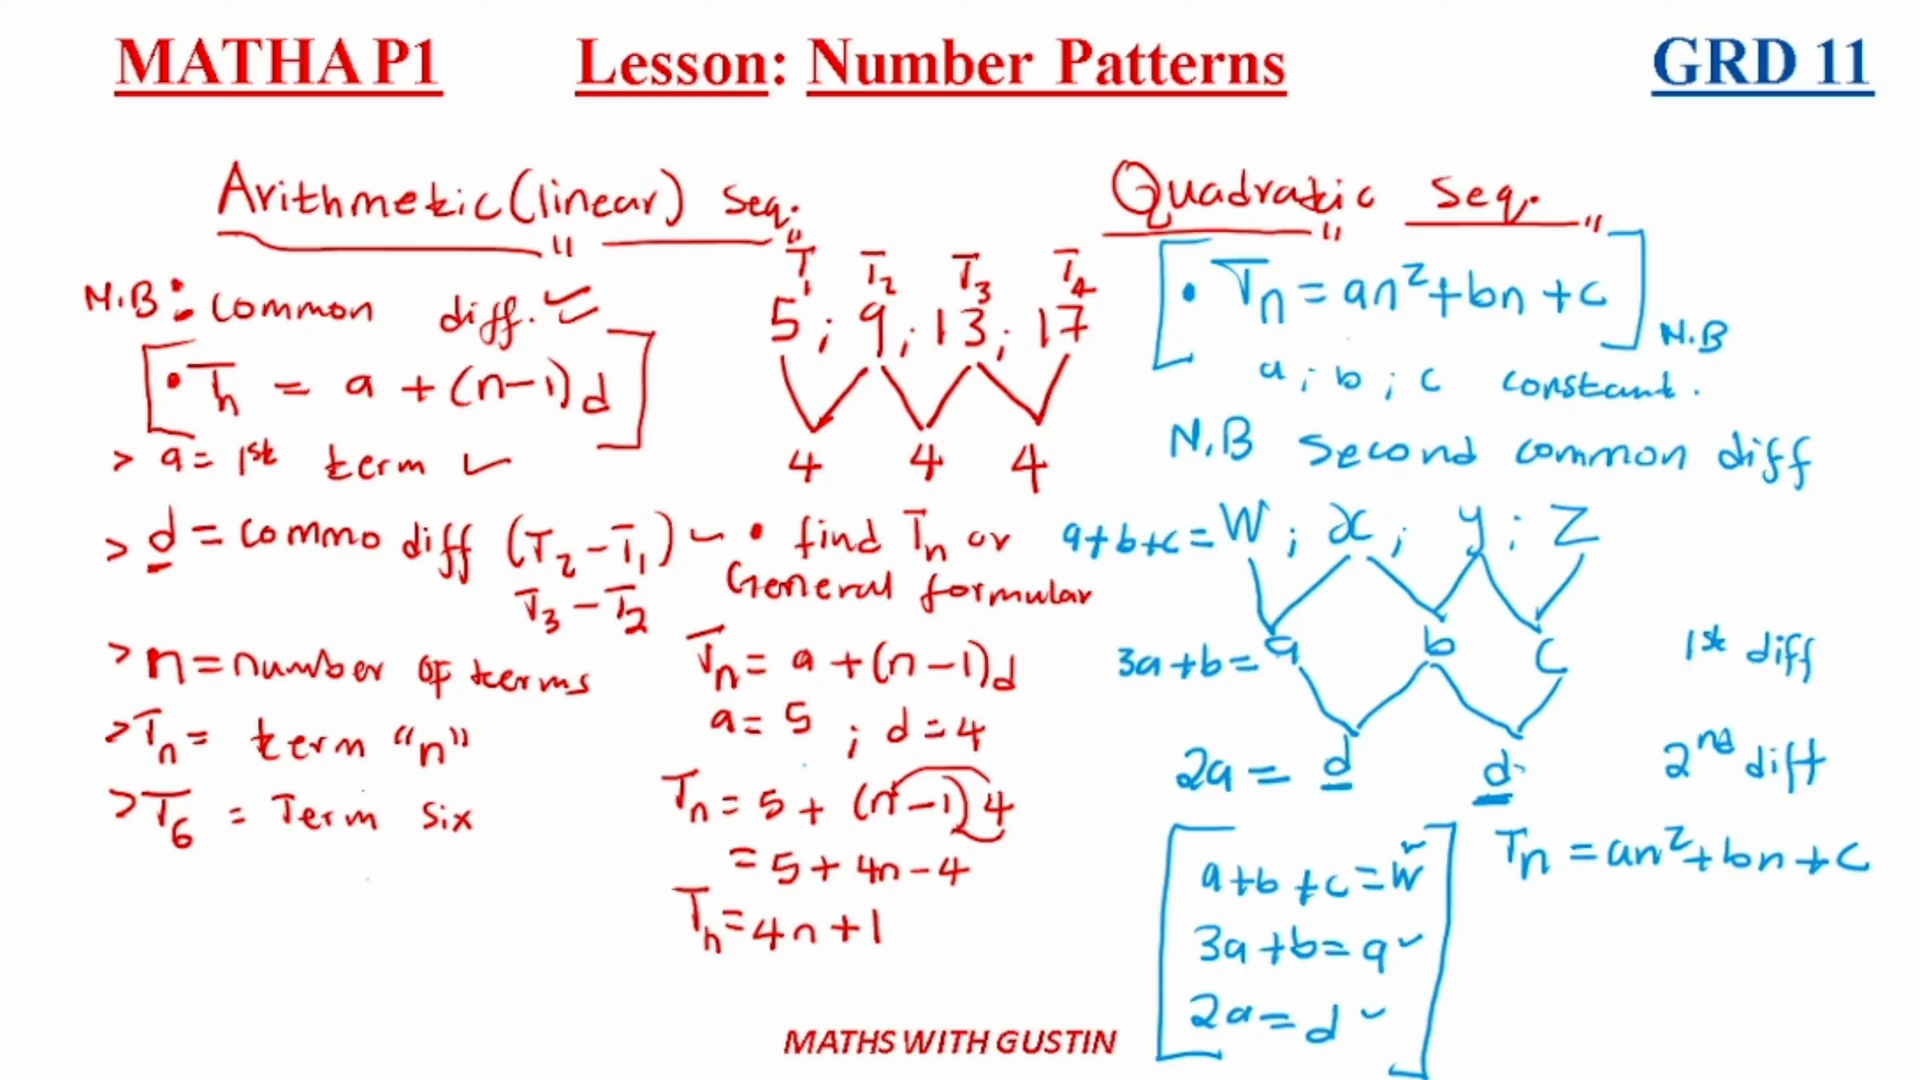 MATHA P1 Lesson: Number Patterns GRD 11
Arithmetic (linear) seq.
N.B : common diff.
• Tn = a + (n-1)d
> a = 1st term
> d = commo diff (T2 - T1)
T3 - T2
> n = number of terms
> Tn = term "n"
> T6 = Term six
T1 T2 T3 T4
5 ; 9 ; 13 ; 17
4 4 4
• find Tn or
General formular
Tn = a + (n-1)d
a = 5 ; d = 4
Tn = 5 + (n-1)4
= 5 + 4n - 4
Tn = 4n + 1
Quadratic seq.
• Tn = an² + bn + c
N.B
a ; b ; c constant.
N.B Second common diff
a+b+c = W ; x ; y ; Z
3a+b = a b c 1st diff
2a = d d 2nd diff
a+b+c = W
3a+b = a
2a = d
Tn = an² + bn + c
MATHS WITH GUSTIN